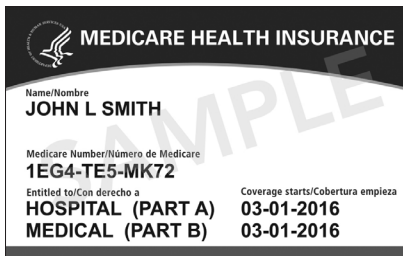 MEDICARE HEALTH INSURANCE
Name/Nombre
JOHN L SMITH
Medicare Number/Número de Medicare
1EG4-TE5-MK72
Entitled to/Con derecho a Coverage starts/Cobertura empieza
HOSPITAL (PART A) 03-01-2016
MEDICAL (PART B) 03-01-2016
SAMPLE